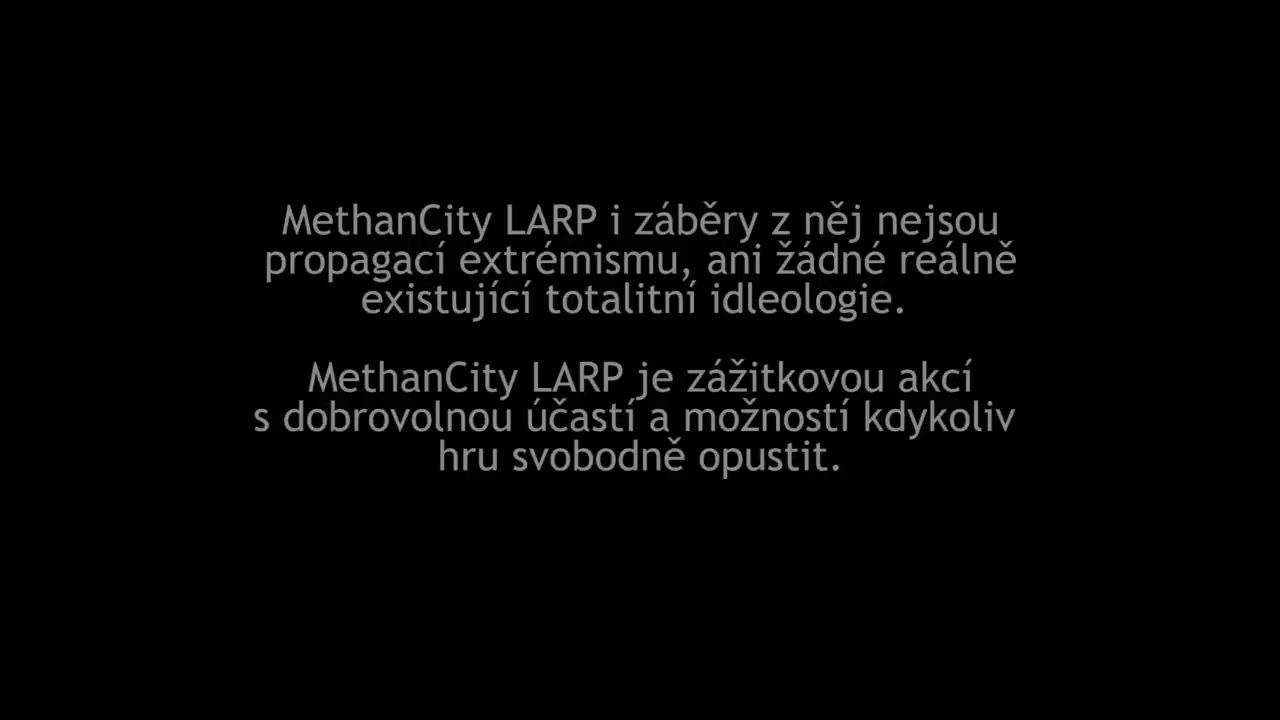 MethanCity LARP i záběry z něj nejsou
propagací extrémismu, ani žádné reálně
existující totalitní idleologie.
MethanCity LARP je zážitkovou akcí
s dobrovolnou účastí a možností kdykoliv
hru svobodně opustit.